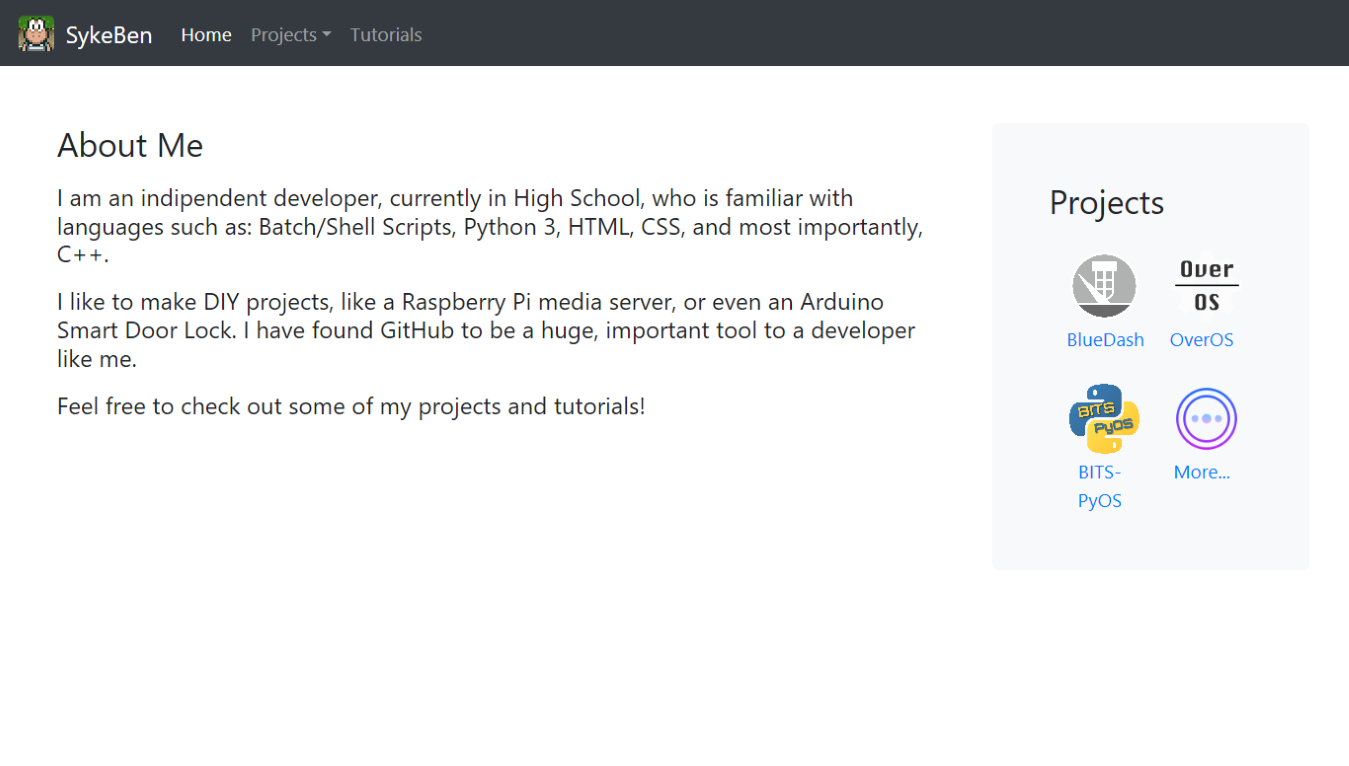 SykeBen Home Projects Tutorials
About Me
I am an indipendent developer, currently in High School, who is familiar with
languages such as: Batch/Shell Scripts, Python 3, HTML, CSS, and most importantly,
C++.
I like to make DIY projects, like a Raspberry Pi media server, or even an Arduino
Smart Door Lock. I have found GitHub to be a huge, important tool to a developer
like me.
Feel free to check out some of my projects and tutorials!
Projects
Over
OS
BlueDash OverOS
BITS
PyOS
BITS- More...
PyOS